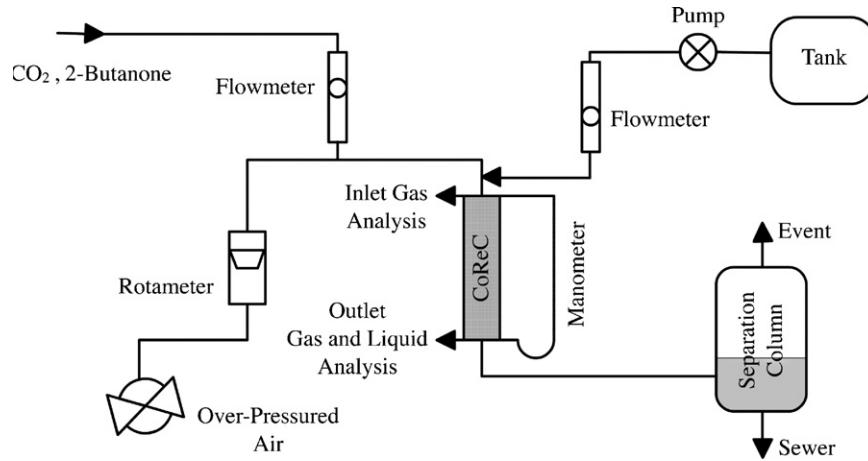 Pump
Tank
CO₂ , 2-Butanone
Flowmeter
Flowmeter
Inlet Gas
Analysis
Manometer
CoReC
Event
Rotameter
Outlet
Gas and Liquid
Analysis
Separation
Column
Over-Pressured
Air
Sewer